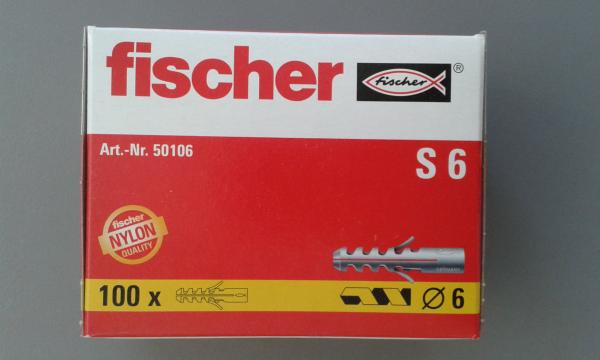 fischer
fischer®
Art.-Nr. 50106
S 6
fischer
NYLON
QUALITY
100 x
Ø 6